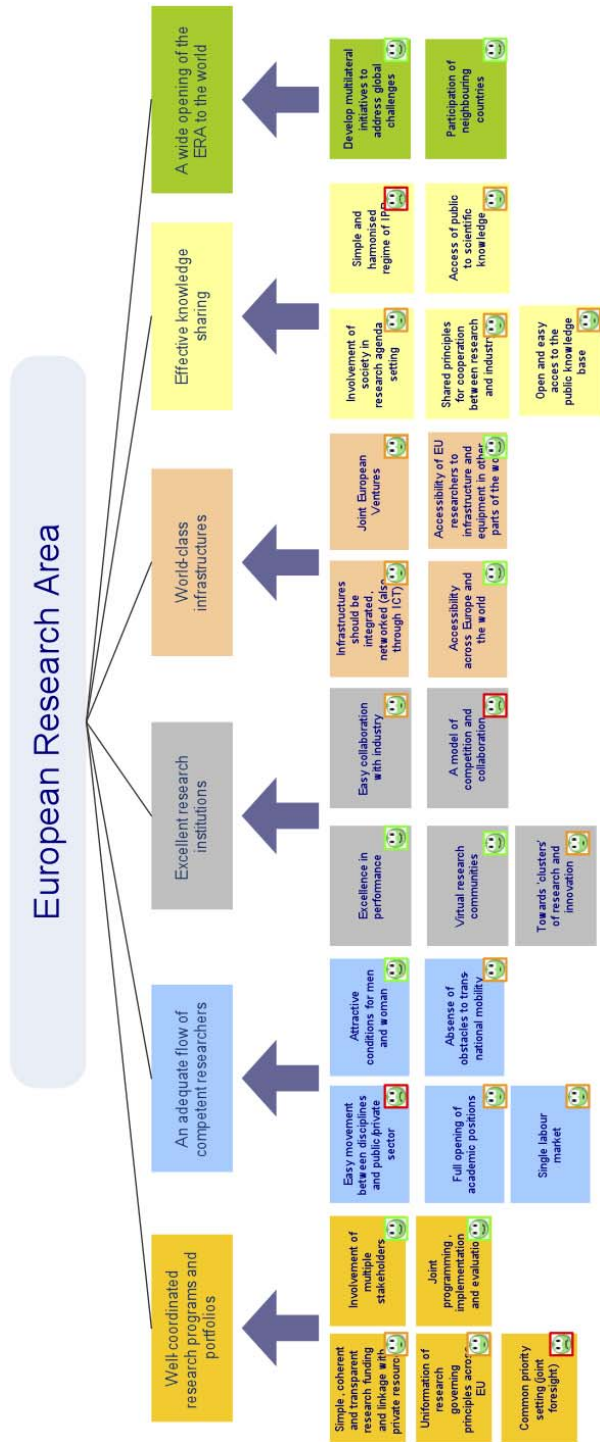 European Research Area
Well-coordinated
research programs and
portfolios
An adequate flow of
competent researchers
Excellent research
institutions
World-class
infrastructures
Effective knowledge
sharing
A wide opening of the
ERA to the world
Simple, coherent
and transparent
research funding
and linkage with
private
Involvement of
multiple
stakeholders
Uniformation of
research
governing
principles across
EU
Joint
programming,
implementation
and
Common priority
setting (joint
foresight)
Easy movement
between disciplines
and public/private
sector
Attractive
conditions for men
and woman
Full opening of
academic positions
Absense of
obstacles to trans-
national mobility
Single labour
market
Excellence in
performance
Easy collaboration
with industry
Virtual research
communities
A model of
competition and
collaboration
Towards 'clusters'
of research and
innovation
Infrastructures
should be
integrated,
networked (also
through ICT)
Joint European
Ventures
Accessibility
across Europe and
the world
Accessibility of EU
researchers to
infrastructure and
equipment in other
parts of the
Involvement of
society in
research agenda
setting
Simple and
harmonised
regime of
Shared principles
for cooperation
between research
and
Access of public
to scientific
knowledge
Open and easy
acces to the
public knowledge
base
Develop multilateral
initiatives to
address global
challenges
Participation of
neighbouring
countries